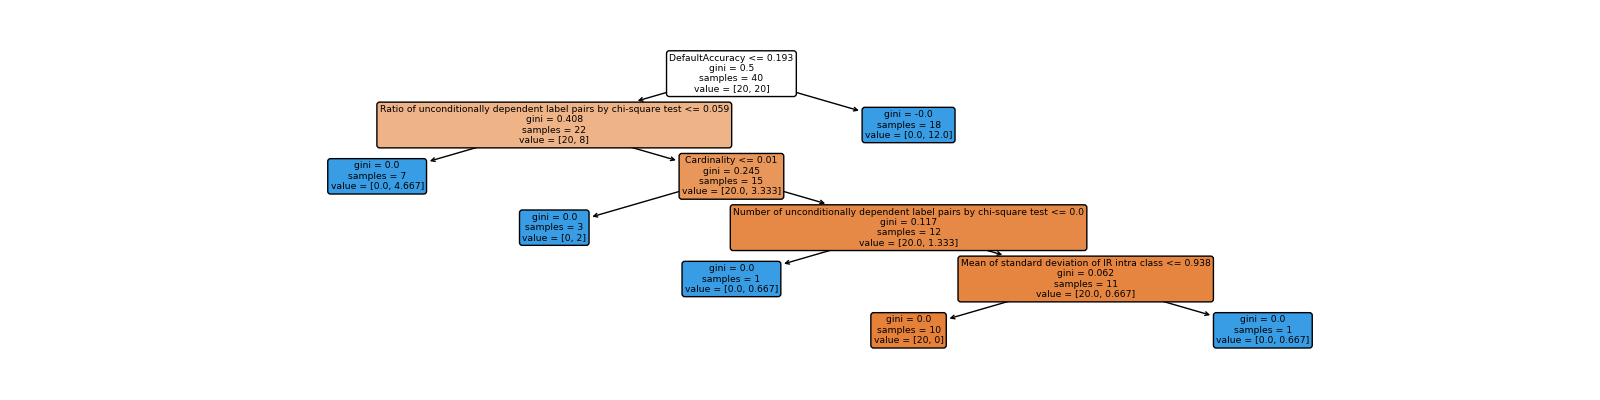 DefaultAccuracy <= 0.193
gini = 0.5
samples = 40
value = [20, 20]
Ratio of unconditionally dependent label pairs by chi-square test <= 0.059
gini = 0.408
samples = 22
value = [20, 8]
gini = -0.0
samples = 18
value = [0.0, 12.0]
gini = 0.0
samples = 7
value = [0.0, 4.667]
Cardinality <= 0.01
gini = 0.245
samples = 15
value = [20.0, 3.333]
gini = 0.0
samples = 3
value = [0, 2]
Number of unconditionally dependent label pairs by chi-square test <= 0.0
gini = 0.117
samples = 12
value = [20.0, 1.333]
gini = 0.0
samples = 1
value = [0.0, 0.667]
Mean of standard deviation of IR intra class <= 0.938
gini = 0.062
samples = 11
value = [20.0, 0.667]
gini = 0.0
samples = 10
value = [20, 0]
gini = 0.0
samples = 1
value = [0.0, 0.667]